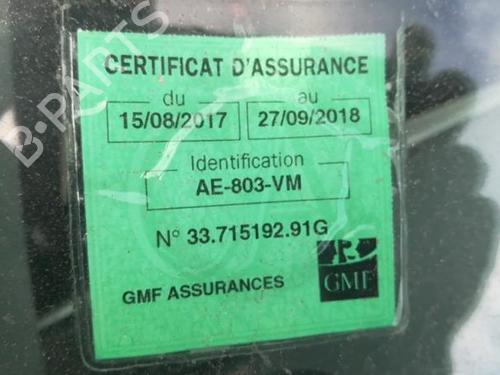 CERTIFICAT D'ASSURANCE
du au
15/08/2017 27/09/2018
Identification
AE-803-VM
N° 33.715192.91G
GMF ASSURANCES
GMF
B-PARTS